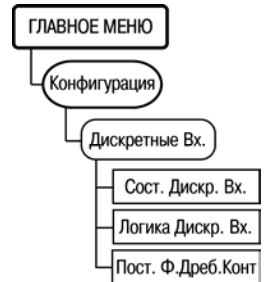 ГЛАВНОЕ МЕНЮ
Конфигурация
Дискретные Вх.
Сост. Дискр. Вх.
Логика Дискр. Вх.
Пост. Ф.Дреб.Конт